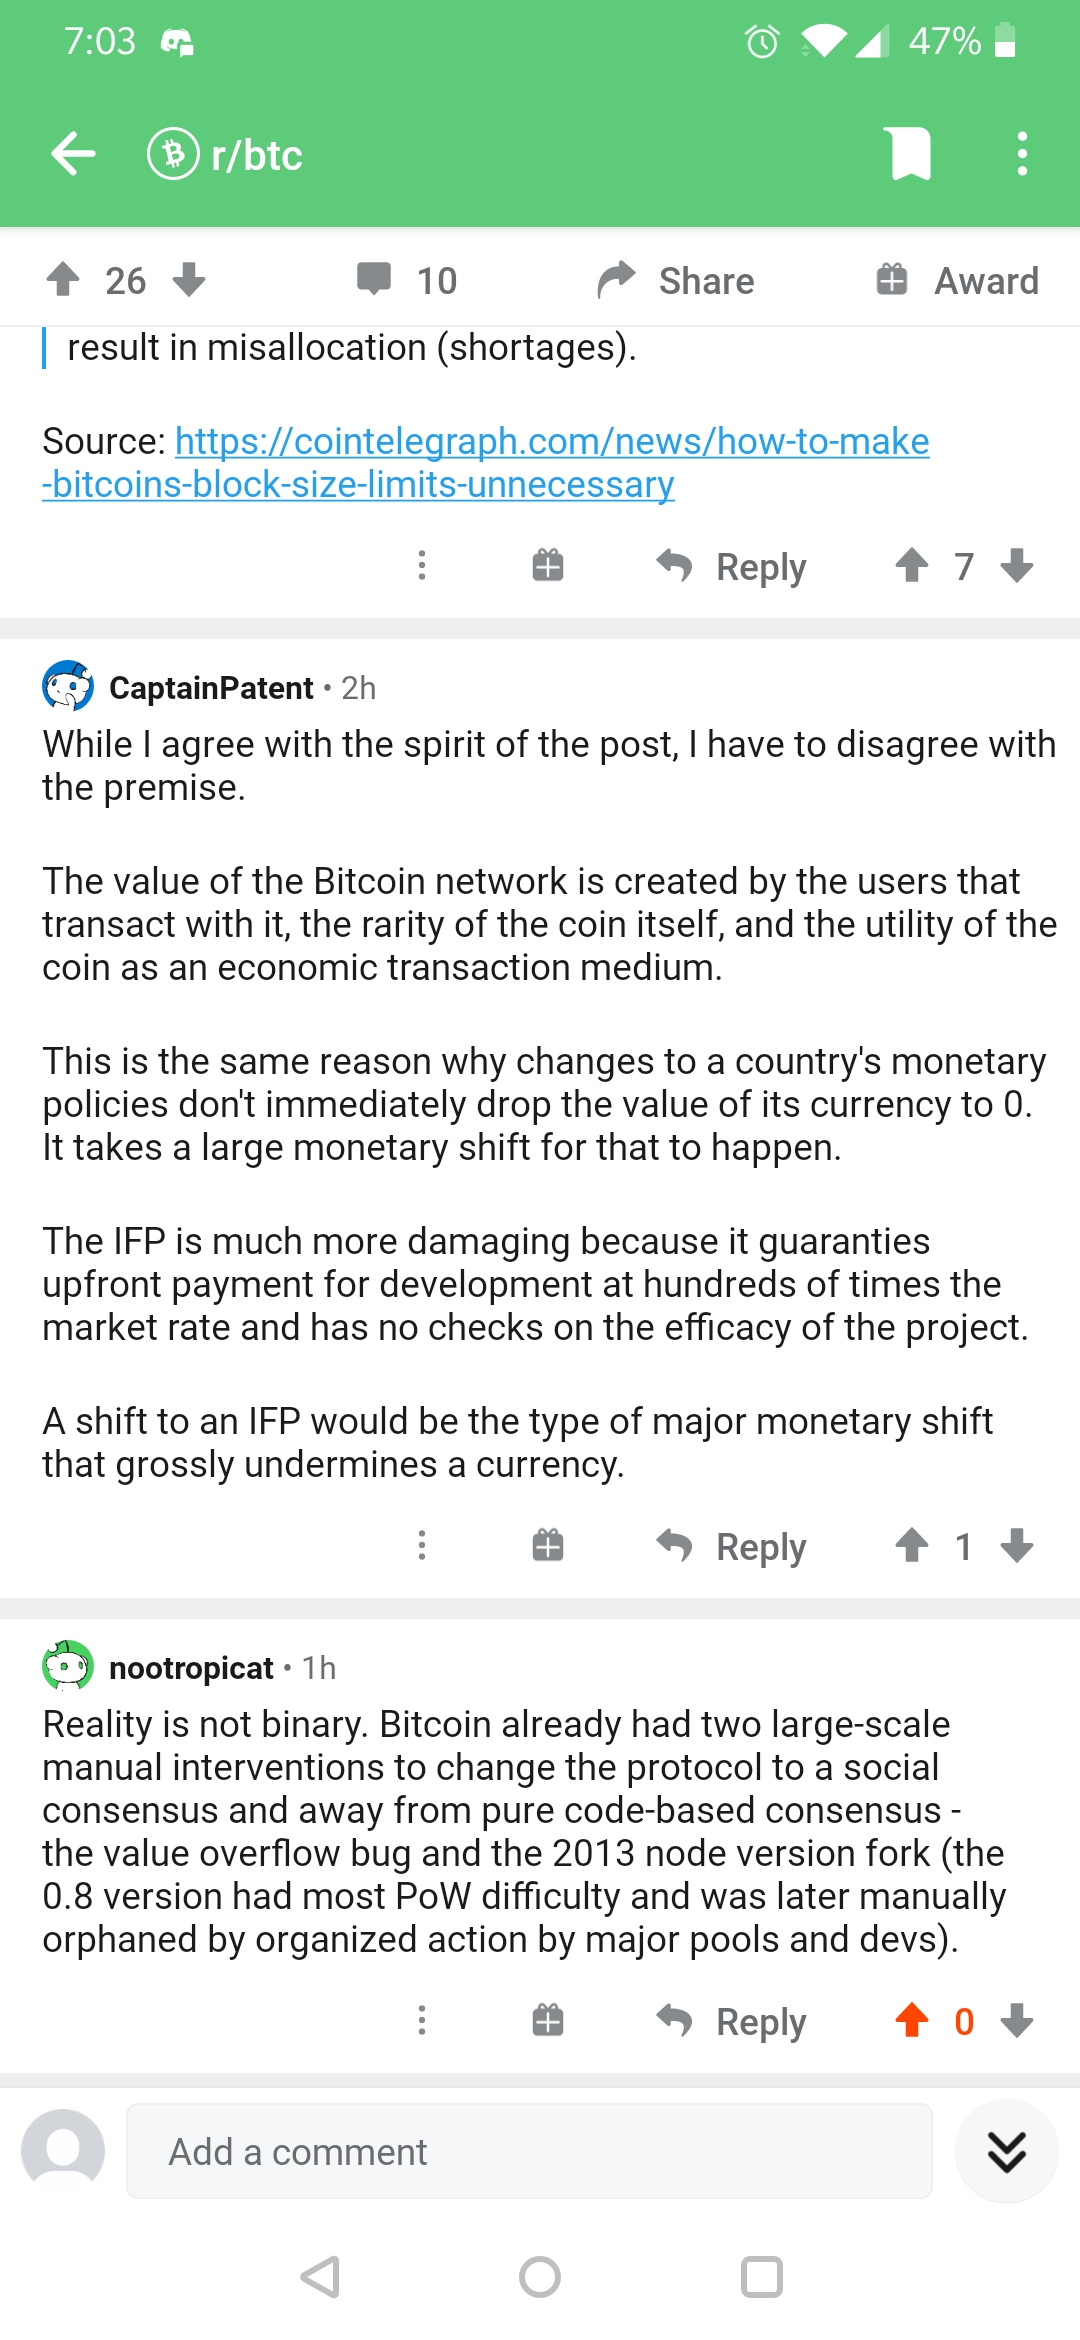 7:03
47%
r/btc
26
10
Share
Award
result in misallocation (shortages).
Source: https://cointelegraph.com/news/how-to-make
-bitcoins-block-size-limits-unnecessary
Reply
7
CaptainPatent • 2h
While I agree with the spirit of the post, I have to disagree with
the premise.
The value of the Bitcoin network is created by the users that
transact with it, the rarity of the coin itself, and the utility of the
coin as an economic transaction medium.
This is the same reason why changes to a country's monetary
policies don't immediately drop the value of its currency to 0.
It takes a large monetary shift for that to happen.
The IFP is much more damaging because it guaranties
upfront payment for development at hundreds of times the
market rate and has no checks on the efficacy of the project.
A shift to an IFP would be the type of major monetary shift
that grossly undermines a currency.
Reply
1
nootropicat • 1h
Reality is not binary. Bitcoin already had two large-scale
manual interventions to change the protocol to a social
consensus and away from pure code-based consensus -
the value overflow bug and the 2013 node version fork (the
0.8 version had most PoW difficulty and was later manually
orphaned by organized action by major pools and devs).
Reply
0
Add a comment